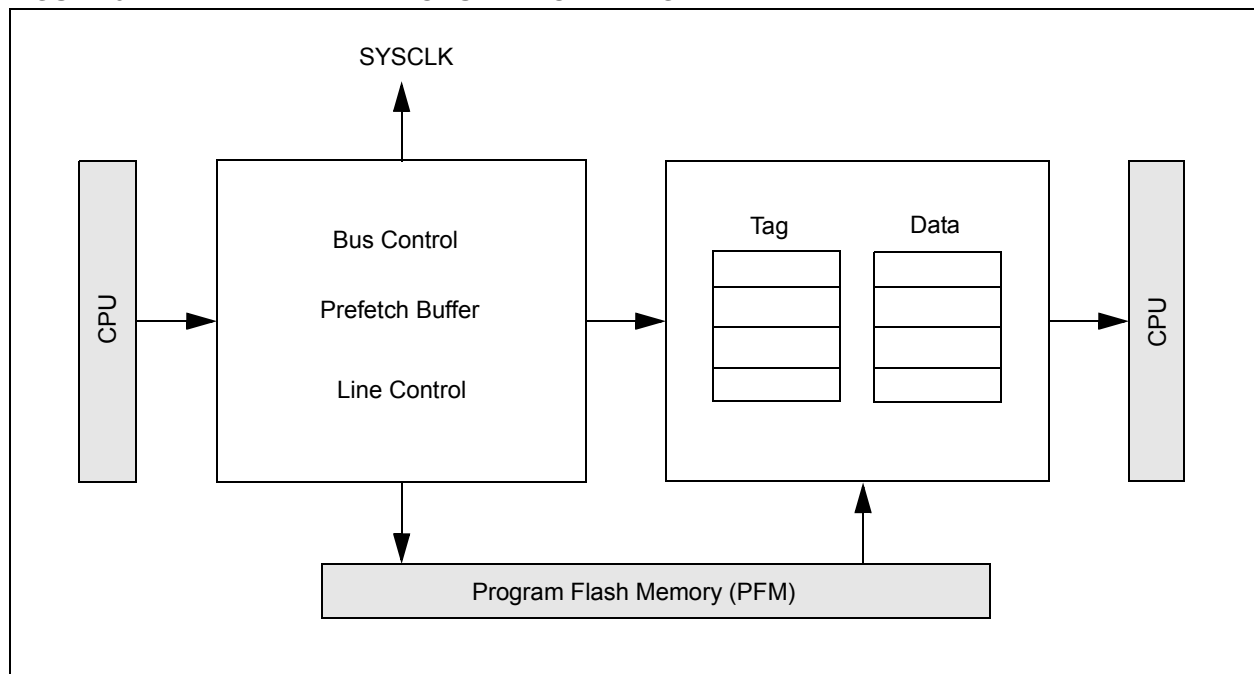 SYSCLK
CPU
Bus Control
Prefetch Buffer
Line Control
Tag
Data
CPU
Program Flash Memory (PFM)